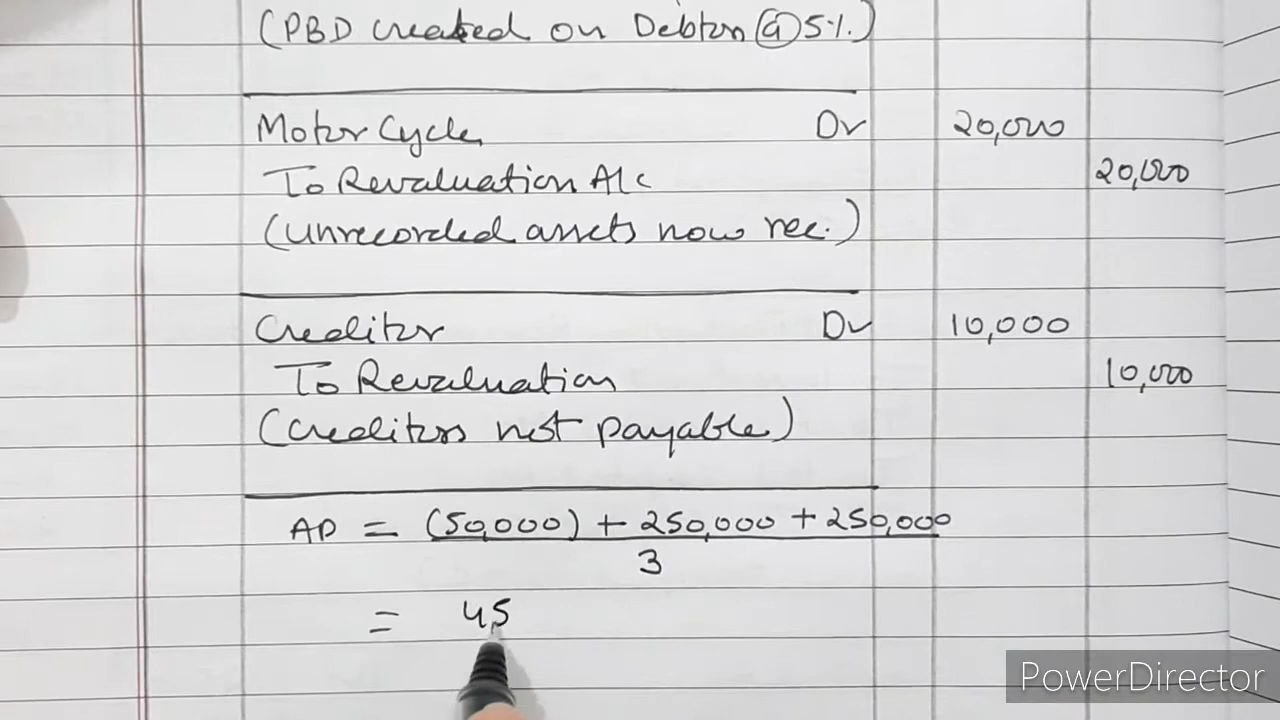 (PBD created on Debtors @ 5%.)
Motor Cycle Dr 20,000
To Revaluation A/c 20,000
(Unrecorded assets now rec.)
Creditor Dr 10,000
To Revaluation 10,000
(Creditors not payable)
AP = (50,000) + 250,000 + 250,000
3
= 45
PowerDirector